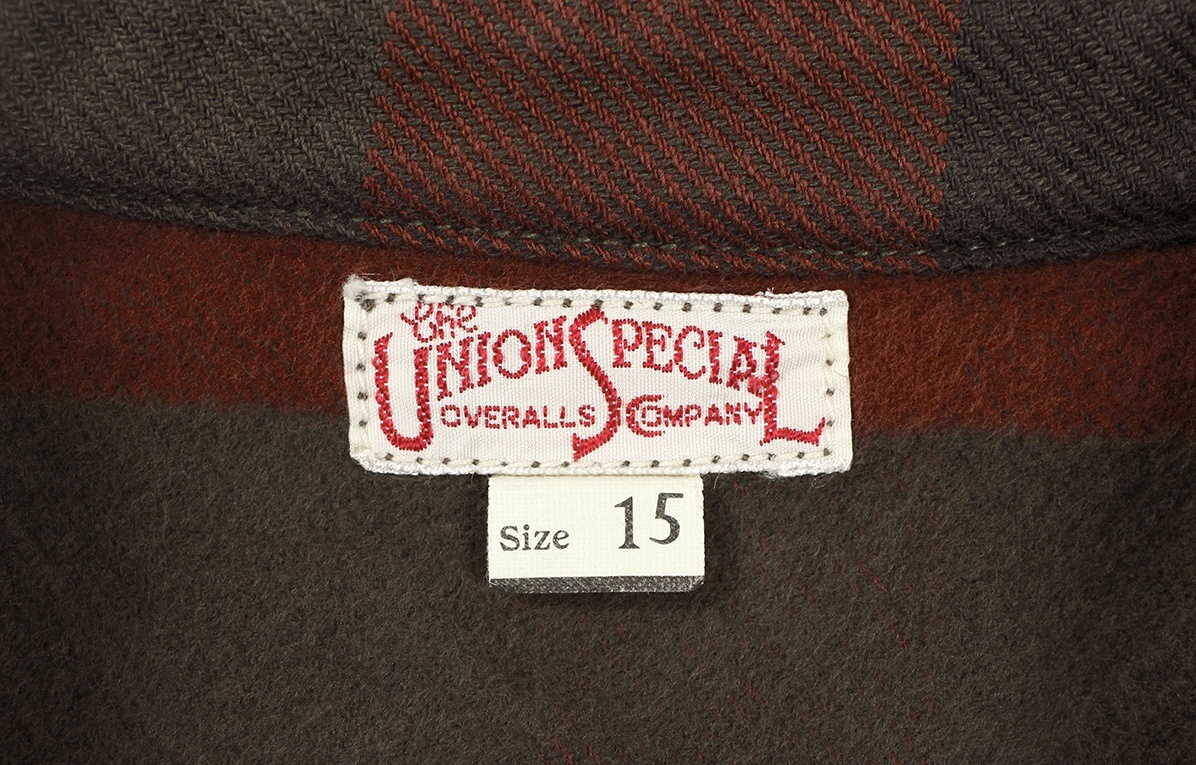 The
UNION SPECIAL
OVERALLS COMPANY
Size 15